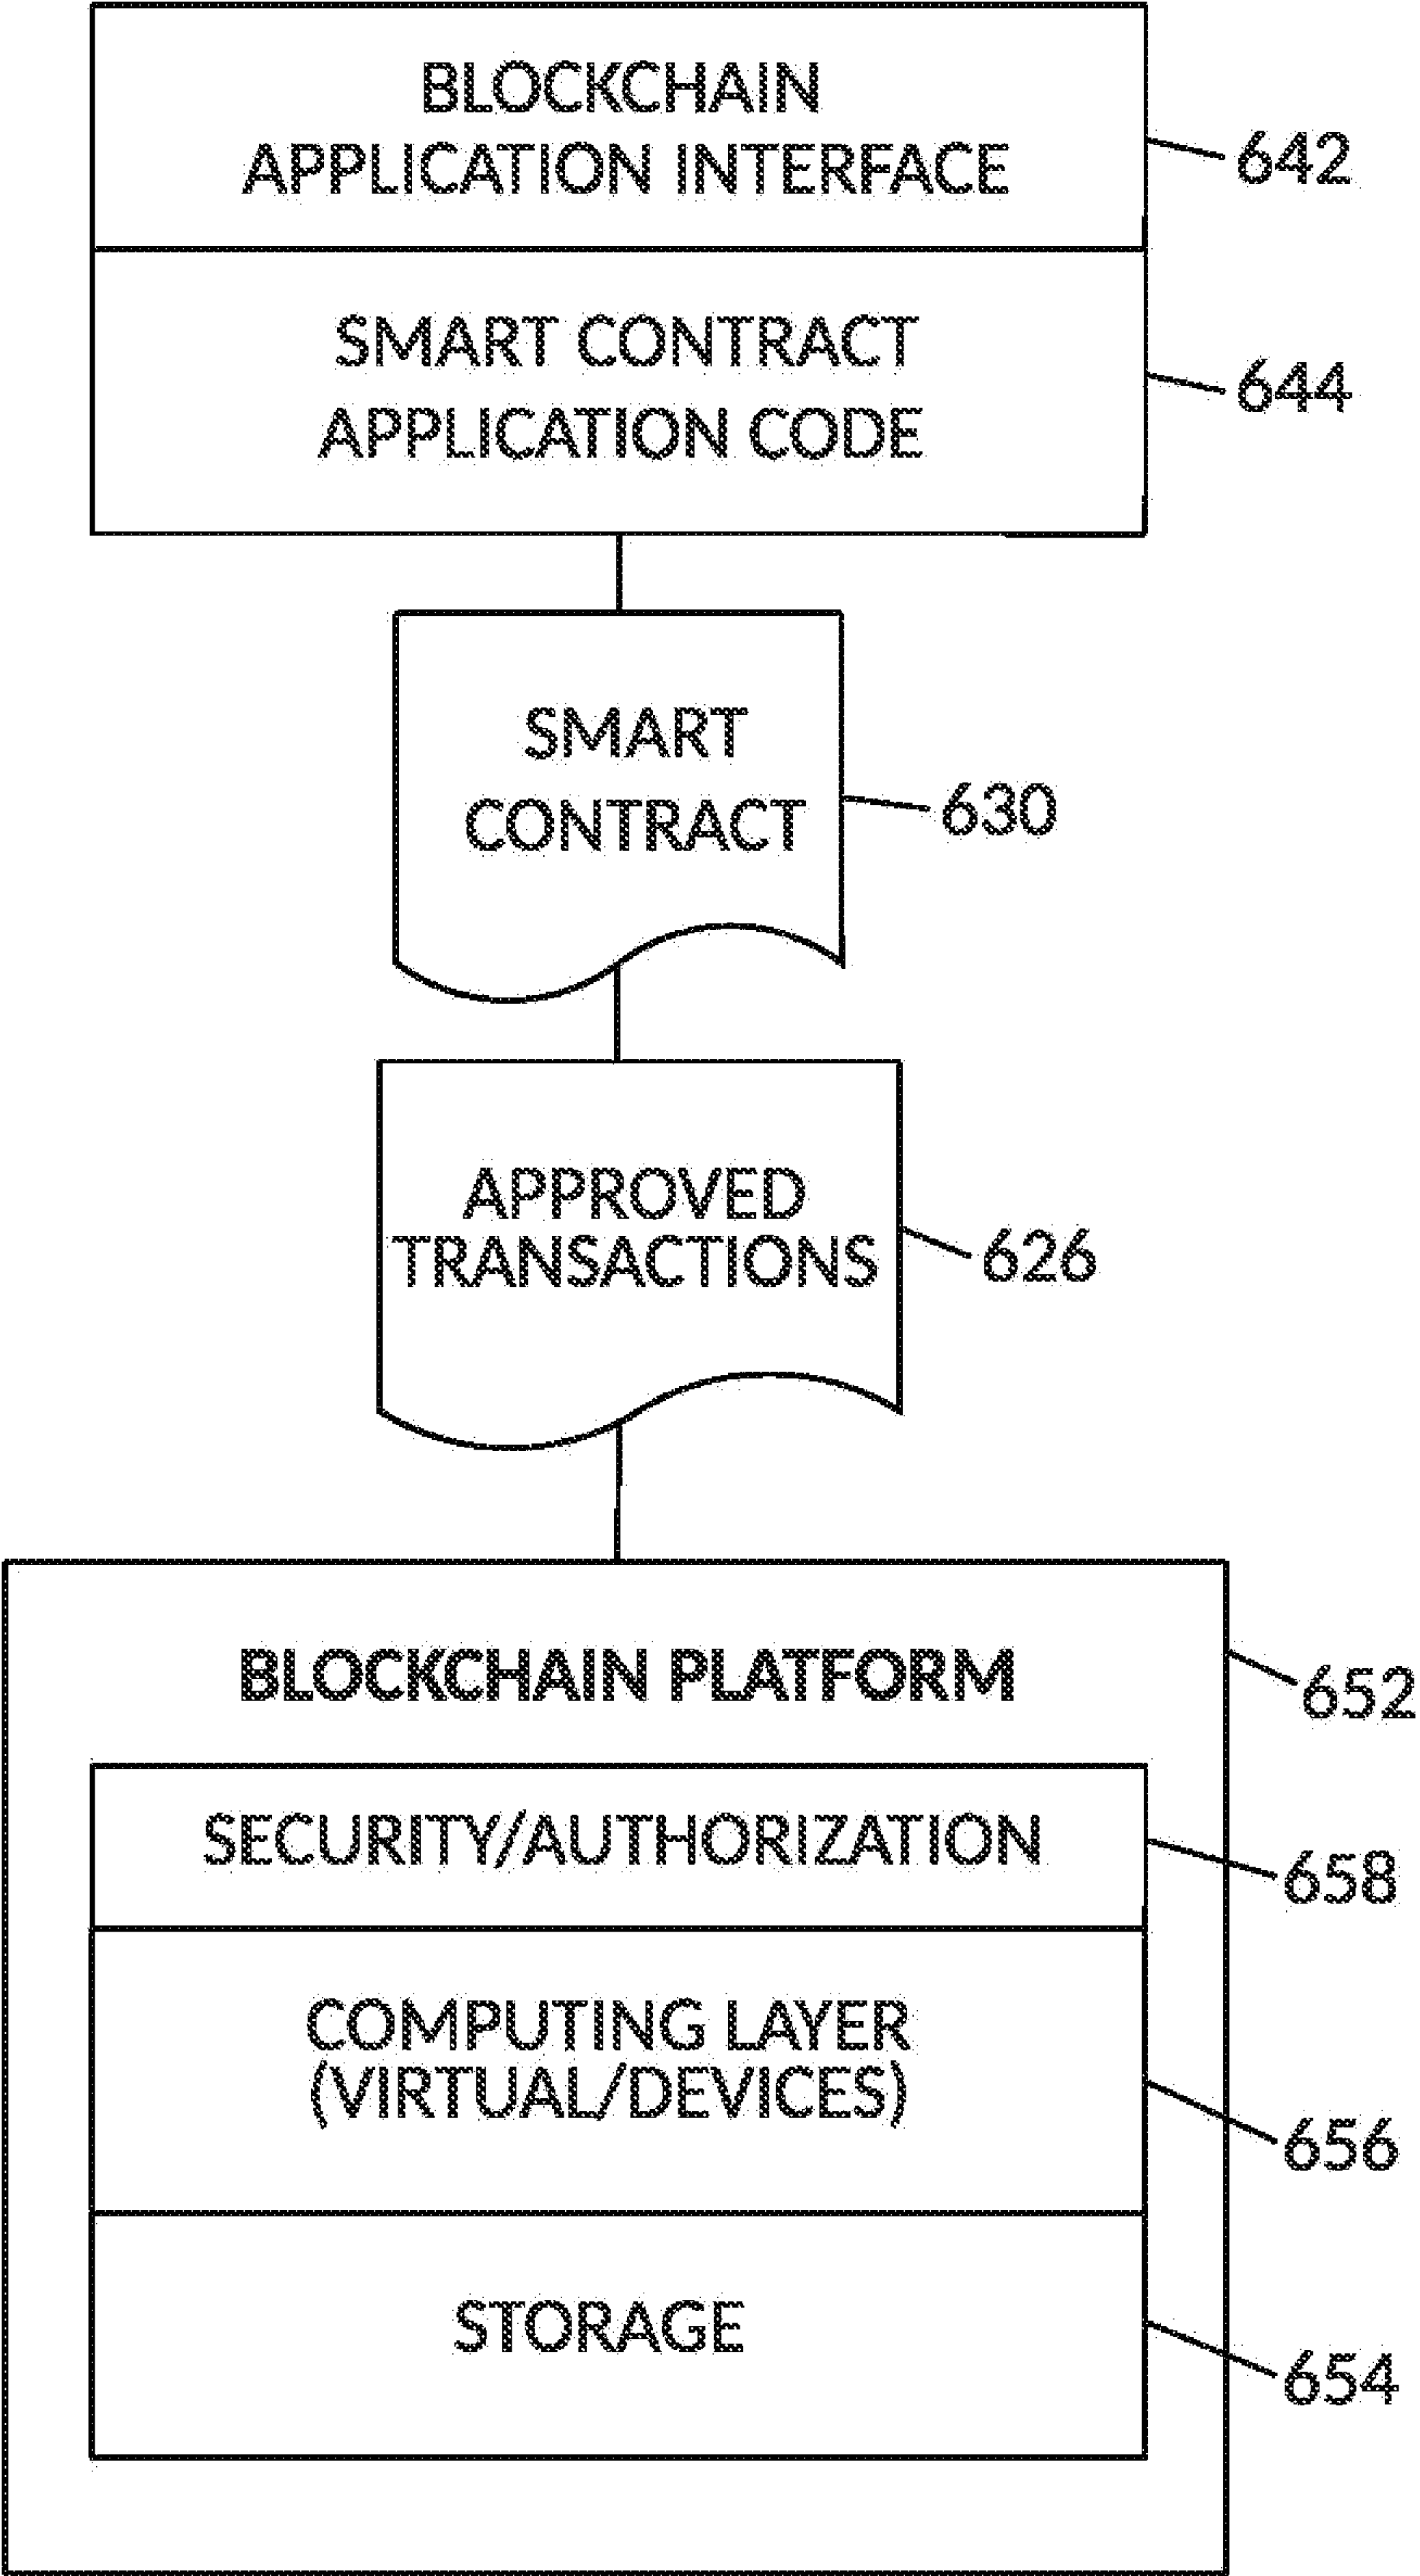 BLOCKCHAIN
APPLICATION INTERFACE
642
SMART CONTRACT
APPLICATION CODE
644
SMART
CONTRACT
630
APPROVED
TRANSACTIONS
626
BLOCKCHAIN PLATFORM
652
SECURITY/AUTHORIZATION
658
COMPUTING LAYER
(VIRTUAL/DEVICES)
656
STORAGE
654